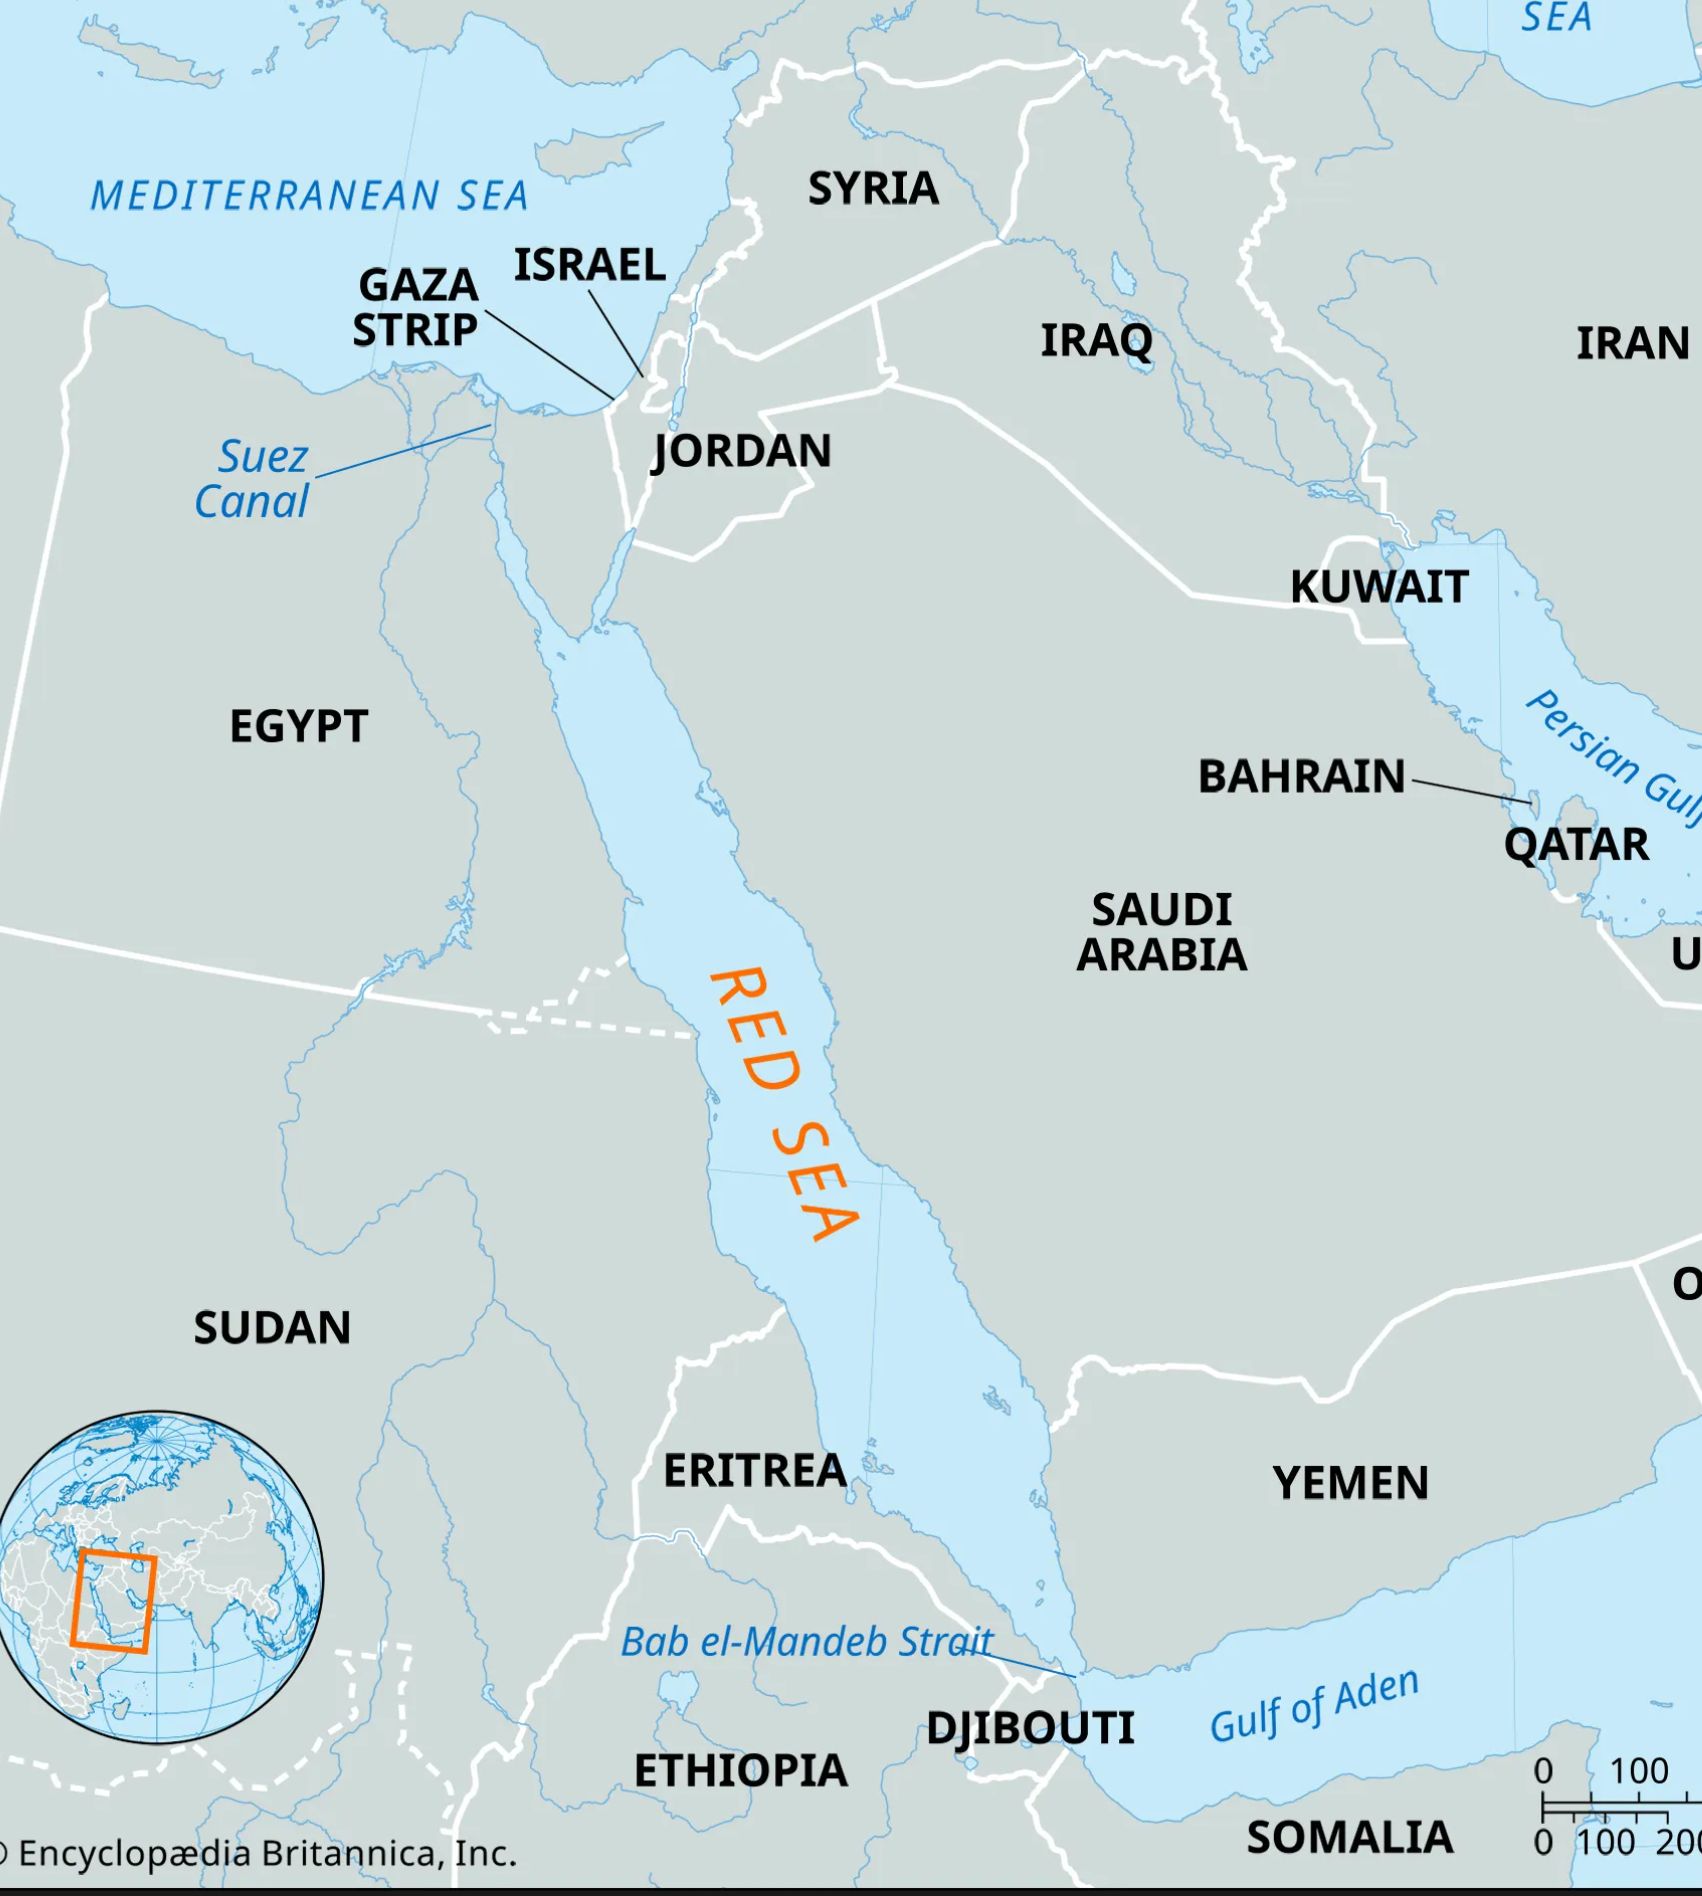 SEA
MEDITERRANEAN SEA
SYRIA
ISRAEL
GAZA
STRIP
IRAQ
IRAN
Suez
Canal
JORDAN
KUWAIT
EGYPT
Persian Gulf
BAHRAIN
QATAR
SAUDI
ARABIA
U
RED SEA
O
SUDAN
ERITREA
YEMEN
Bab el-Mandeb Strait
Gulf of Aden
DJIBOUTI
ETHIOPIA
SOMALIA
0 100
0 100 200
© Encyclopædia Britannica, Inc.